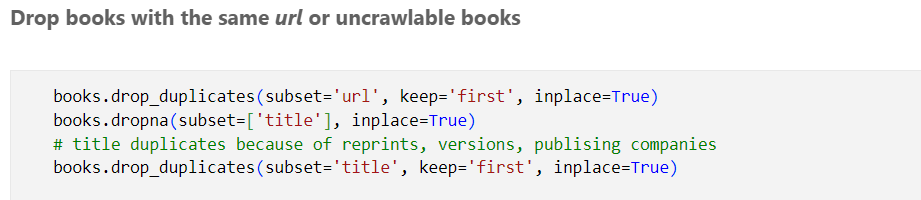 Drop books with the same url or uncrawlable books
books.drop_duplicates(subset='url', keep='first', inplace=True)
books.dropna(subset=['title'], inplace=True)
# title duplicates because of reprints, versions, publising companies
books.drop_duplicates(subset='title', keep='first', inplace=True)